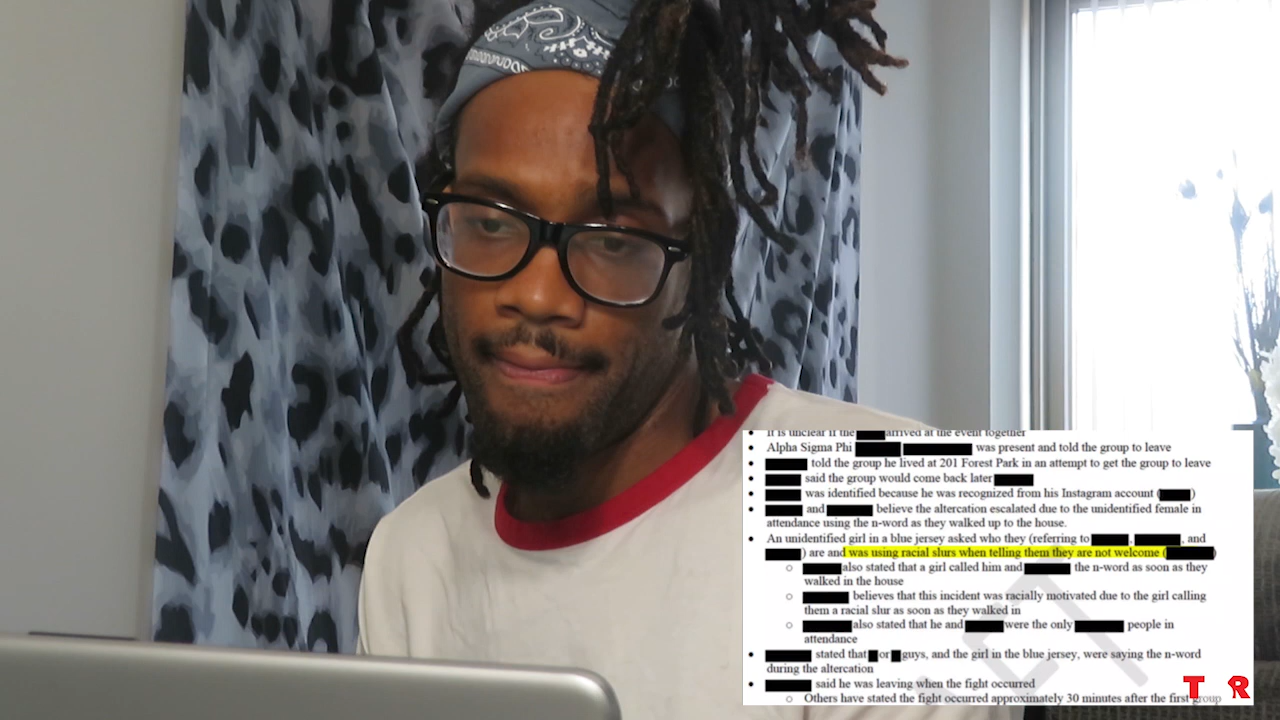 It is unclear if the arrived at the event together
• Alpha Sigma Phi was present and told the group to leave
• told the group he lived at 201 Forest Park in an attempt to get the group to leave
• said the group would come back later
• was identified because he was recognized from his Instagram account ( )
• and believe the altercation escalated due to the unidentified female in
attendance using the n-word as they walked up to the house.
• An unidentified girl in a blue jersey asked who they (referring to , , and
) are and was using racial slurs when telling them they are not welcome ( )
○ also stated that a girl called him and the n-word as soon as they
walked in the house
○ believes that this incident was racially motivated due to the girl calling
them a racial slur as soon as they walked in
○ also stated that he and were the only people in
attendance
• stated that or guys, and the girl in the blue jersey, were saying the n-word
during the altercation
• said he was leaving when the fight occurred
○ Others have stated the fight occurred approximately 30 minutes after the first group
T R